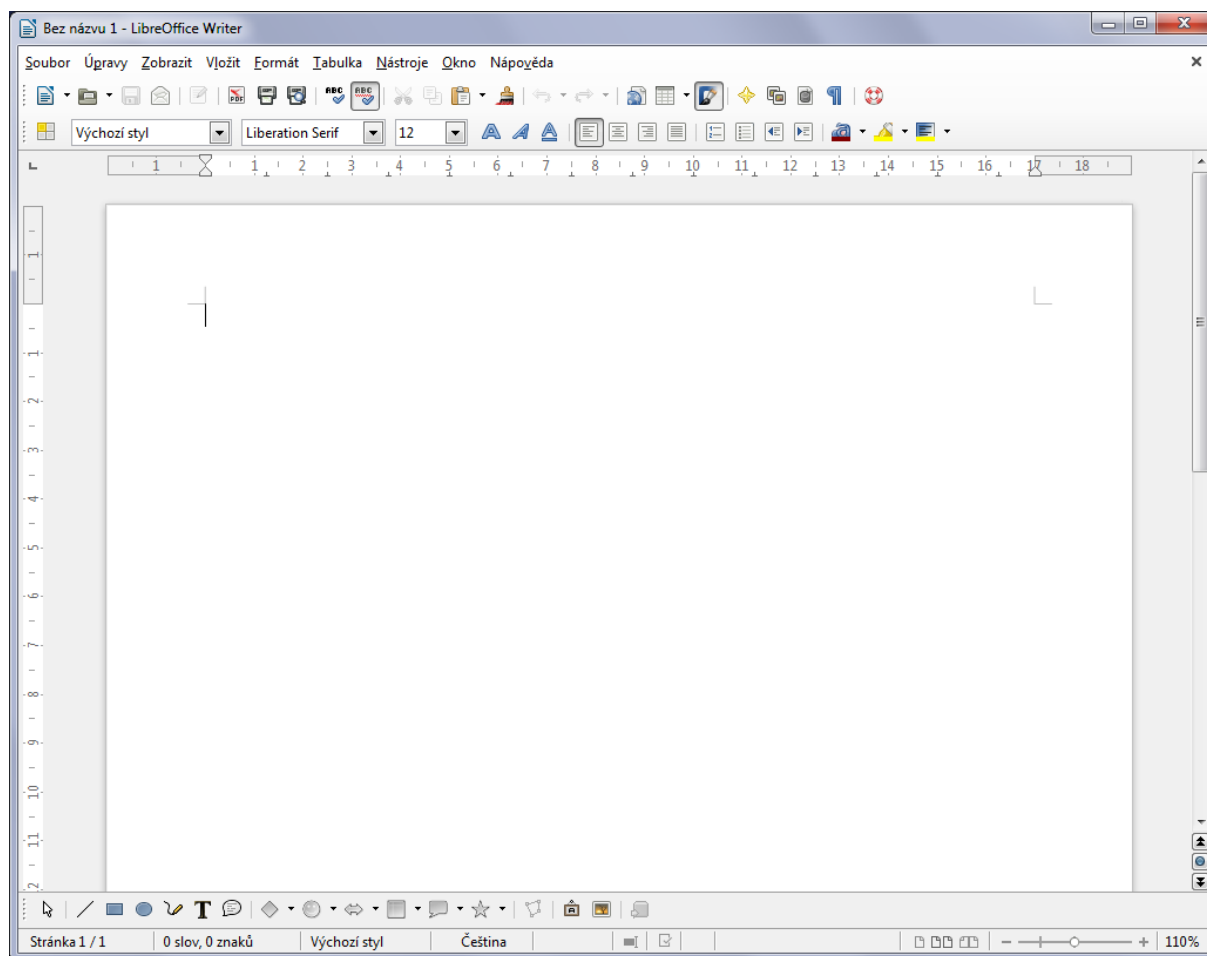 Bez názvu 1 - LibreOffice Writer
Soubor Úpravy Zobrazit Vložit Formát Tabulka Nástroje Okno Nápověda
PDF ABC ABC
Výchozí styl Liberation Serif 12
1 1 2 3 4 5 6 7 8 9 10 11 12 13 14 15 16 17 18
1
1
2
3
4
5
6
7
8
9
10
11
Stránka 1 / 1 0 slov, 0 znaků Výchozí styl Čeština 110%